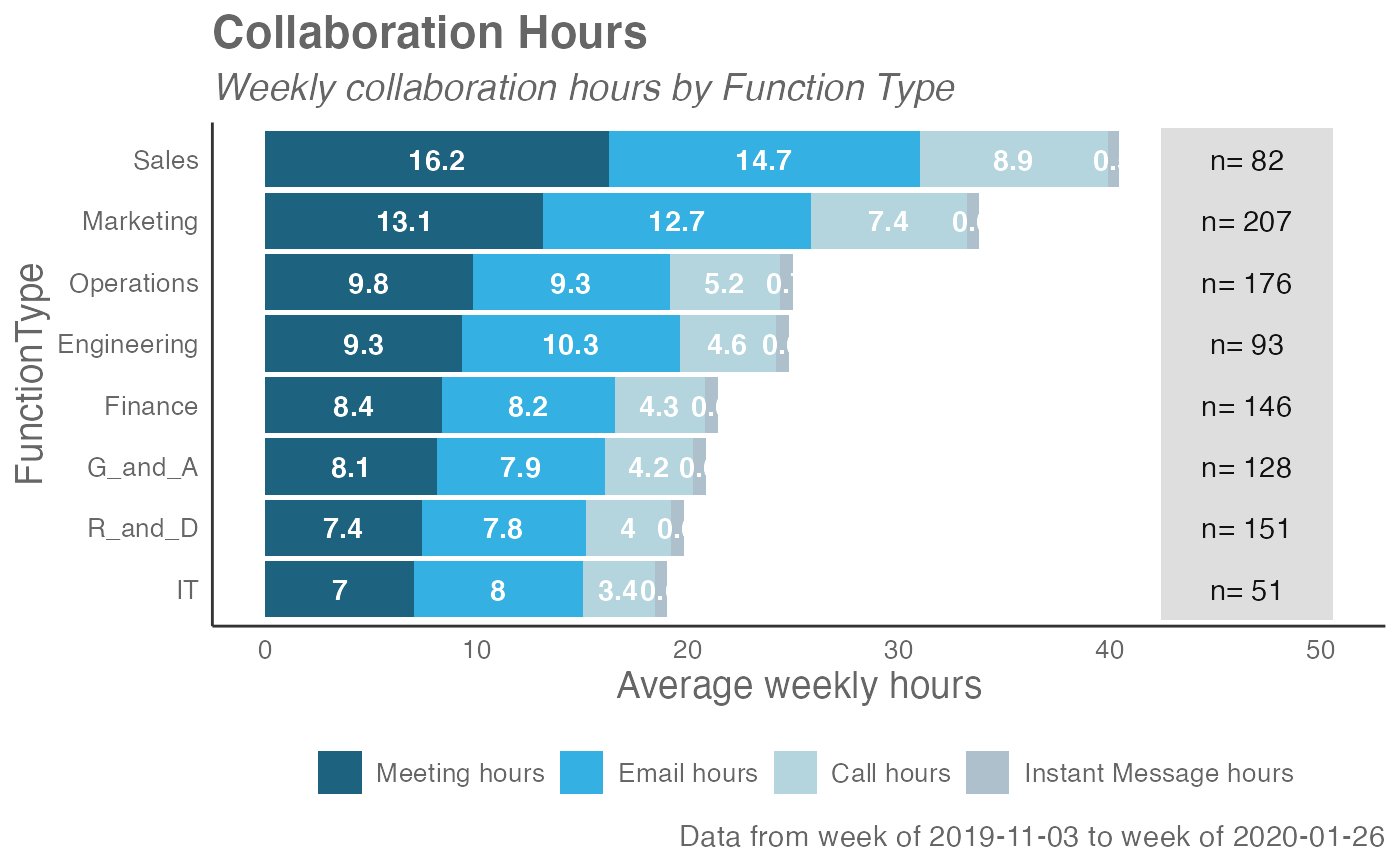 Collaboration Hours
Weekly collaboration hours by Function Type
Sales 16.2 14.7 8.9 n= 82
Marketing 13.1 12.7 7.4 n= 207
Operations 9.8 9.3 5.2 n= 176
Engineering 9.3 10.3 4.6 n= 93
Finance 8.4 8.2 4.3 n= 146
G_and_A 8.1 7.9 4.2 n= 128
R_and_D 7.4 7.8 4 n= 151
IT 7 8 3.4 n= 51
FunctionType
0 10 20 30 40 50
Average weekly hours
Meeting hours Email hours Call hours Instant Message hours
Data from week of 2019-11-03 to week of 2020-01-26